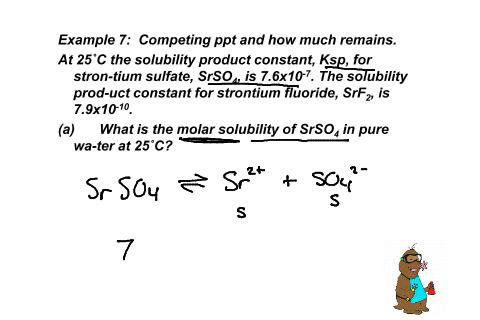 Example 7: Competing ppt and how much remains.
At 25˚C the solubility product constant, Ksp, for
stron-tium sulfate, SrSO₄, is 7.6x10⁻⁷. The solubility
prod-uct constant for strontium fluoride, SrF₂, is
7.9x10⁻¹⁰.
(a) What is the molar solubility of SrSO₄ in pure
wa-ter at 25˚C?
SrSO₄ ⇌ Sr²⁺ + SO₄²⁻
s s
7